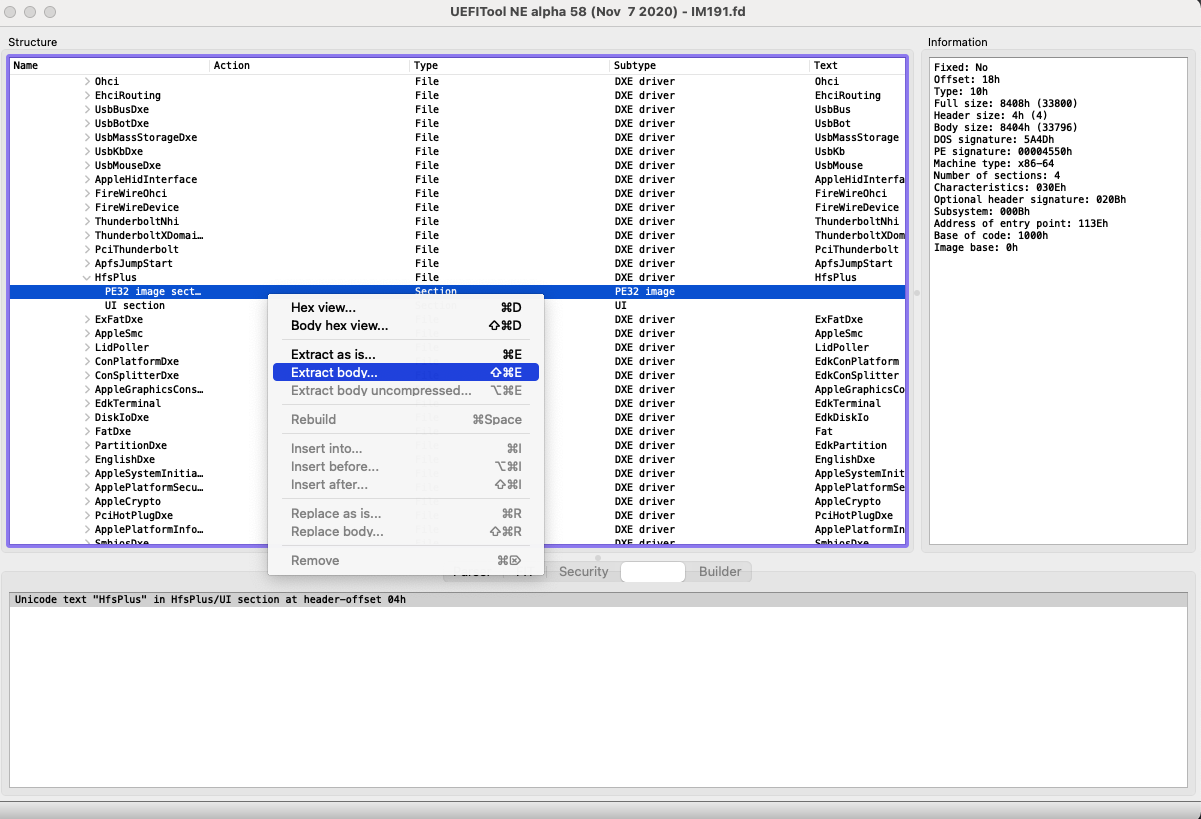 UEFITool NE alpha 58 (Nov 7 2020) - IM191.fd
Structure
Name Action Type Subtype Text
Ohci File DXE driver Ohci
EhciRouting File DXE driver EhciRouting
UsbBusDxe File DXE driver UsbBus
UsbBotDxe File DXE driver UsbBot
UsbMassStorageDxe File DXE driver UsbMassStorage
UsbKbDxe File DXE driver UsbKb
UsbMouseDxe File DXE driver UsbMouse
AppleHidInterface File DXE driver AppleHidInterfa
FireWireOhci File DXE driver FireWireOhci
FireWireDevice File DXE driver FireWireDevice
ThunderboltNhi File DXE driver ThunderboltNhi
ThunderboltXDomai… File DXE driver ThunderboltXDom
PciThunderbolt File DXE driver PciThunderbolt
ApfsJumpStart File DXE driver ApfsJumpStart
HfsPlus File DXE driver HfsPlus
PE32 image sect… Section PE32 image
UI section UI
ExFatDxe DXE driver ExFatDxe
AppleSmc DXE driver AppleSmc
LidPoller DXE driver LidPoller
ConPlatformDxe DXE driver EdkConPlatform
ConSplitterDxe DXE driver EdkConSplitter
AppleGraphicsCons… DXE driver AppleGraphicsCo
EdkTerminal DXE driver EdkTerminal
DiskIoDxe DXE driver EdkDiskIo
FatDxe DXE driver Fat
PartitionDxe DXE driver EdkPartition
EnglishDxe DXE driver EnglishDxe
AppleSystemInitia… DXE driver AppleSystemInit
ApplePlatformSecu… DXE driver ApplePlatformSe
AppleCrypto DXE driver AppleCrypto
PciHotPlugDxe DXE driver PciHotPlugDxe
ApplePlatformInfo… DXE driver ApplePlatformIn
SmbiosDxe DXE driver SmbiosDxe
Hex view... ⌘D
Body hex view... ⇧⌘D
Extract as is... ⌘E
Extract body... ⇧⌘E
Extract body uncompressed... ⌥⌘E
Rebuild ⌘Space
Insert into... ⌘I
Insert before... ⌥⌘I
Insert after... ⇧⌘I
Replace as is... ⌘R
Replace body... ⇧⌘R
Remove ⌘⌦
Information
Fixed: No
Offset: 18h
Type: 10h
Full size: 8408h (33800)
Header size: 4h (4)
Body size: 8404h (33796)
DOS signature: 5A4Dh
PE signature: 00004550h
Machine type: x86-64
Number of sections: 4
Characteristics: 030Eh
Optional header signature: 020Bh
Subsystem: 000Bh
Address of entry point: 113Eh
Base of code: 1000h
Image base: 0h
Parser Security Builder
Unicode text "HfsPlus" in HfsPlus/UI section at header-offset 04h